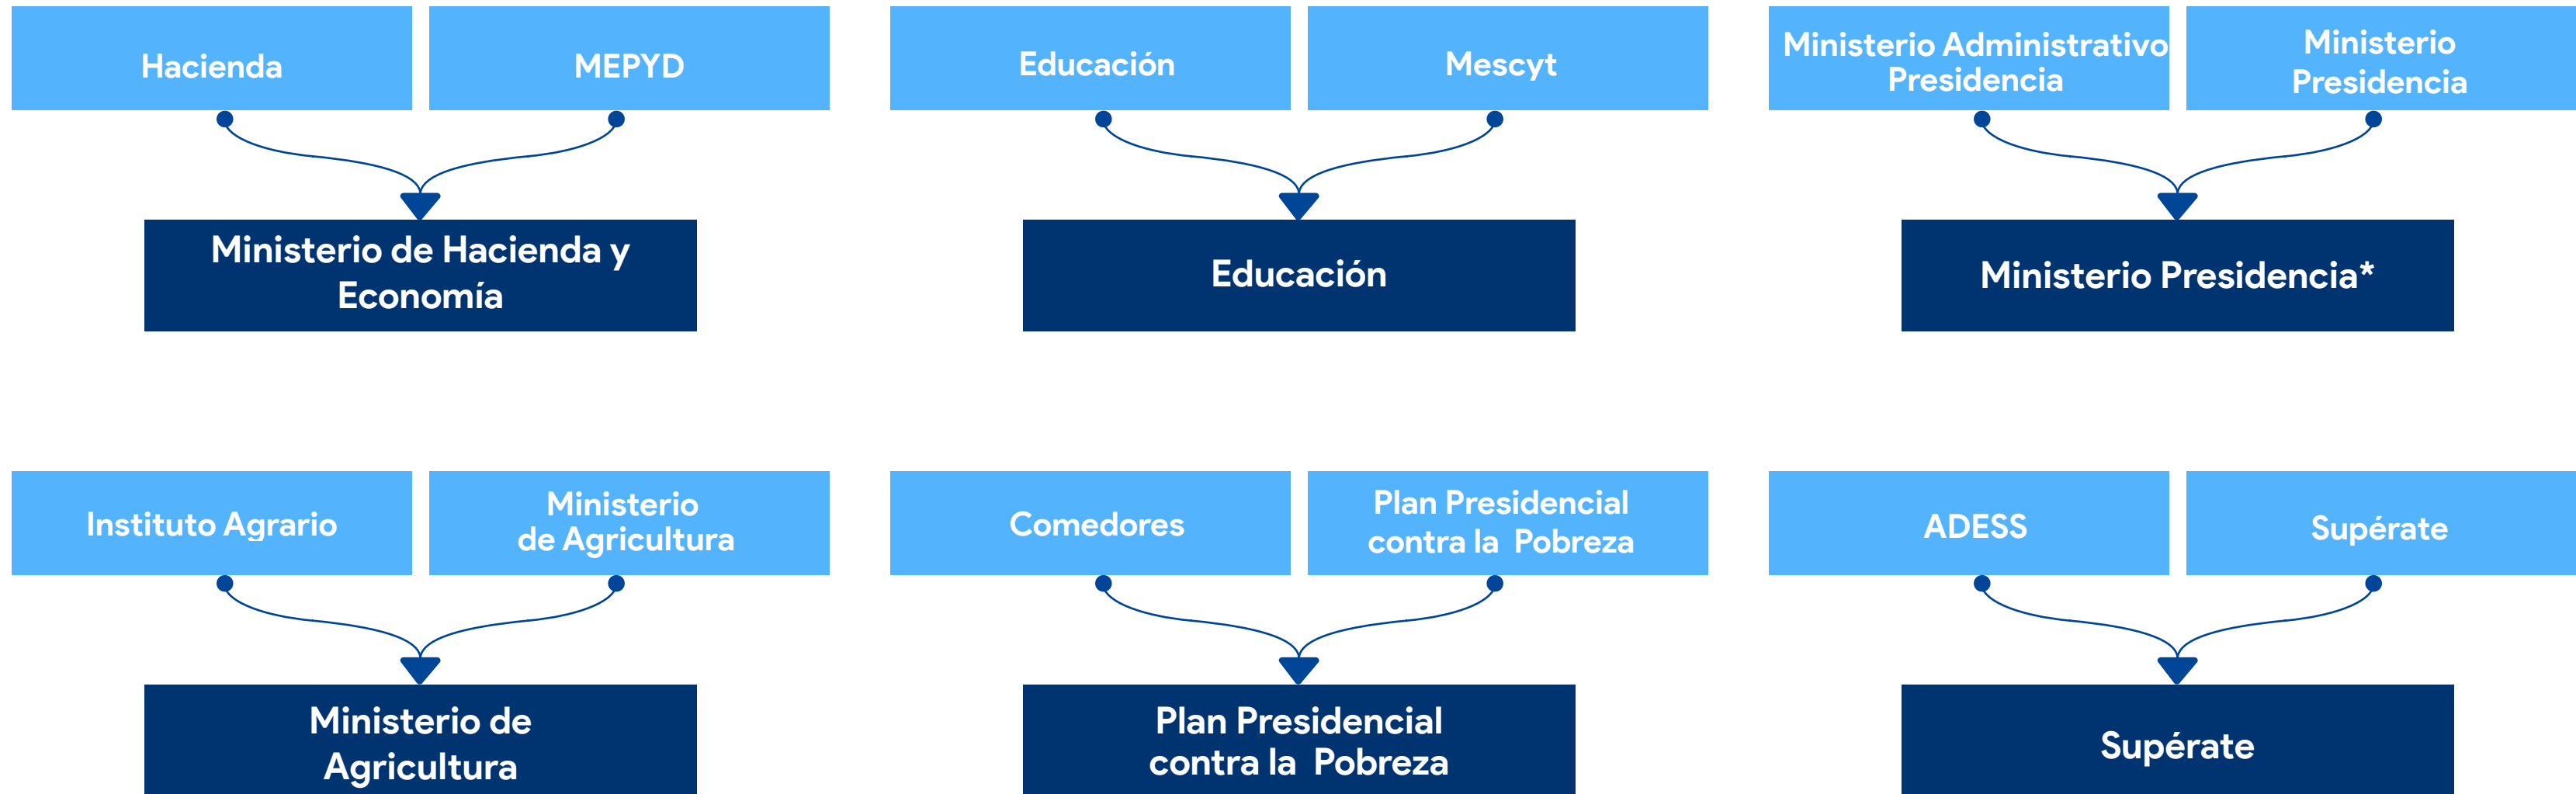 Hacienda
MEPYD
Ministerio de Hacienda y
Economía
Educación
Mescyt
Educación
Ministerio Administrativo
Presidencia
Ministerio
Presidencia
Ministerio Presidencia*
Instituto Agrario
Ministerio
de Agricultura
Ministerio de
Agricultura
Comedores
Plan Presidencial
contra la  Pobreza
Plan Presidencial
contra la  Pobreza
ADESS
Supérate
Supérate